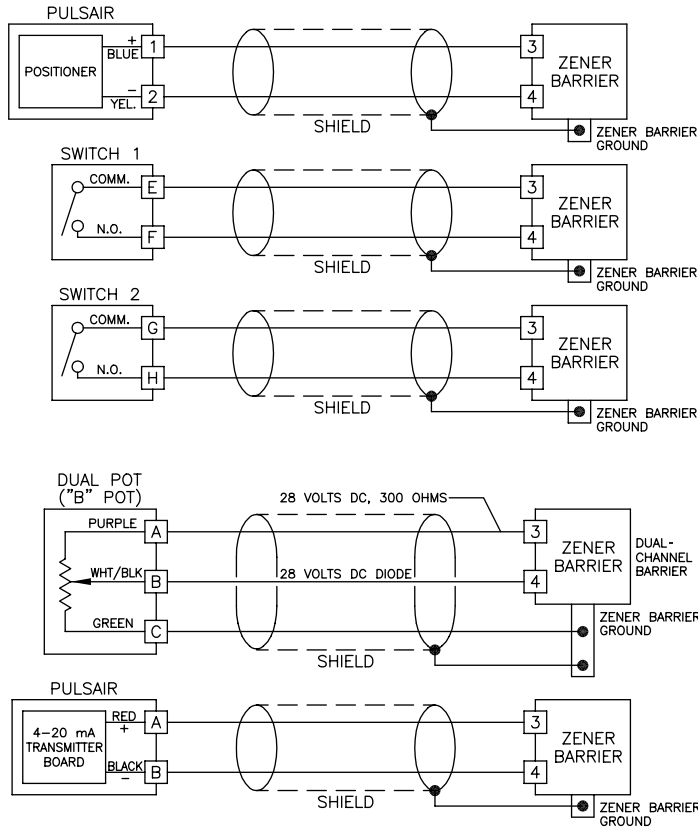 PULSAIR
POSITIONER
+
BLUE
1
−
YEL.
2
SHIELD
3
4
ZENER
BARRIER
ZENER BARRIER
GROUND
SWITCH 1
COMM.
E
N.O.
F
SHIELD
3
4
ZENER
BARRIER
ZENER BARRIER
GROUND
SWITCH 2
COMM.
G
N.O.
H
SHIELD
3
4
ZENER
BARRIER
ZENER BARRIER
GROUND
DUAL POT
("B" POT)
PURPLE
A
WHT/BLK
B
GREEN
C
28 VOLTS DC, 300 OHMS
28 VOLTS DC DIODE
SHIELD
3
4
ZENER
BARRIER
DUAL-
CHANNEL
BARRIER
ZENER BARRIER
GROUND
PULSAIR
4-20 mA
TRANSMITTER
BOARD
RED
+
A
BLACK
−
B
SHIELD
3
4
ZENER
BARRIER
ZENER BARRIER
GROUND